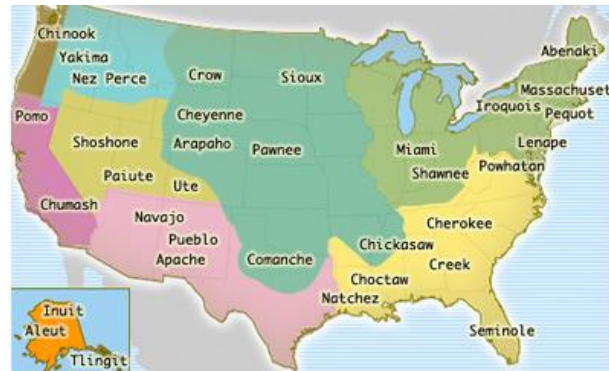 Chinook
Abenaki
Yakima
Nez Perce
Crow
Sioux
Massachuset
Iroquois
Pequot
Pomo
Cheyenne
Lenape
Shoshone
Arapaho
Pawnee
Miami
Powhatan
Paiute
Ute
Shawnee
Chumash
Navajo
Cherokee
Pueblo
Chickasaw
Apache
Comanche
Creek
Choctaw
Natchez
Inuit
Aleut
Seminole
Tlingit